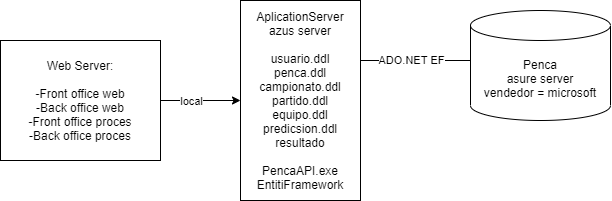 Web Server:
-Front office web
-Back office web
-Front office proces
-Back office proces
local
AplicationServer
azus server
usuario.ddl
penca.ddl
campionato.ddl
partido.ddl
equipo.ddl
predicsion.ddl
resultado
PencaAPI.exe
EntitiFramework
ADO.NET EF
Penca
asure server
vendedor = microsoft